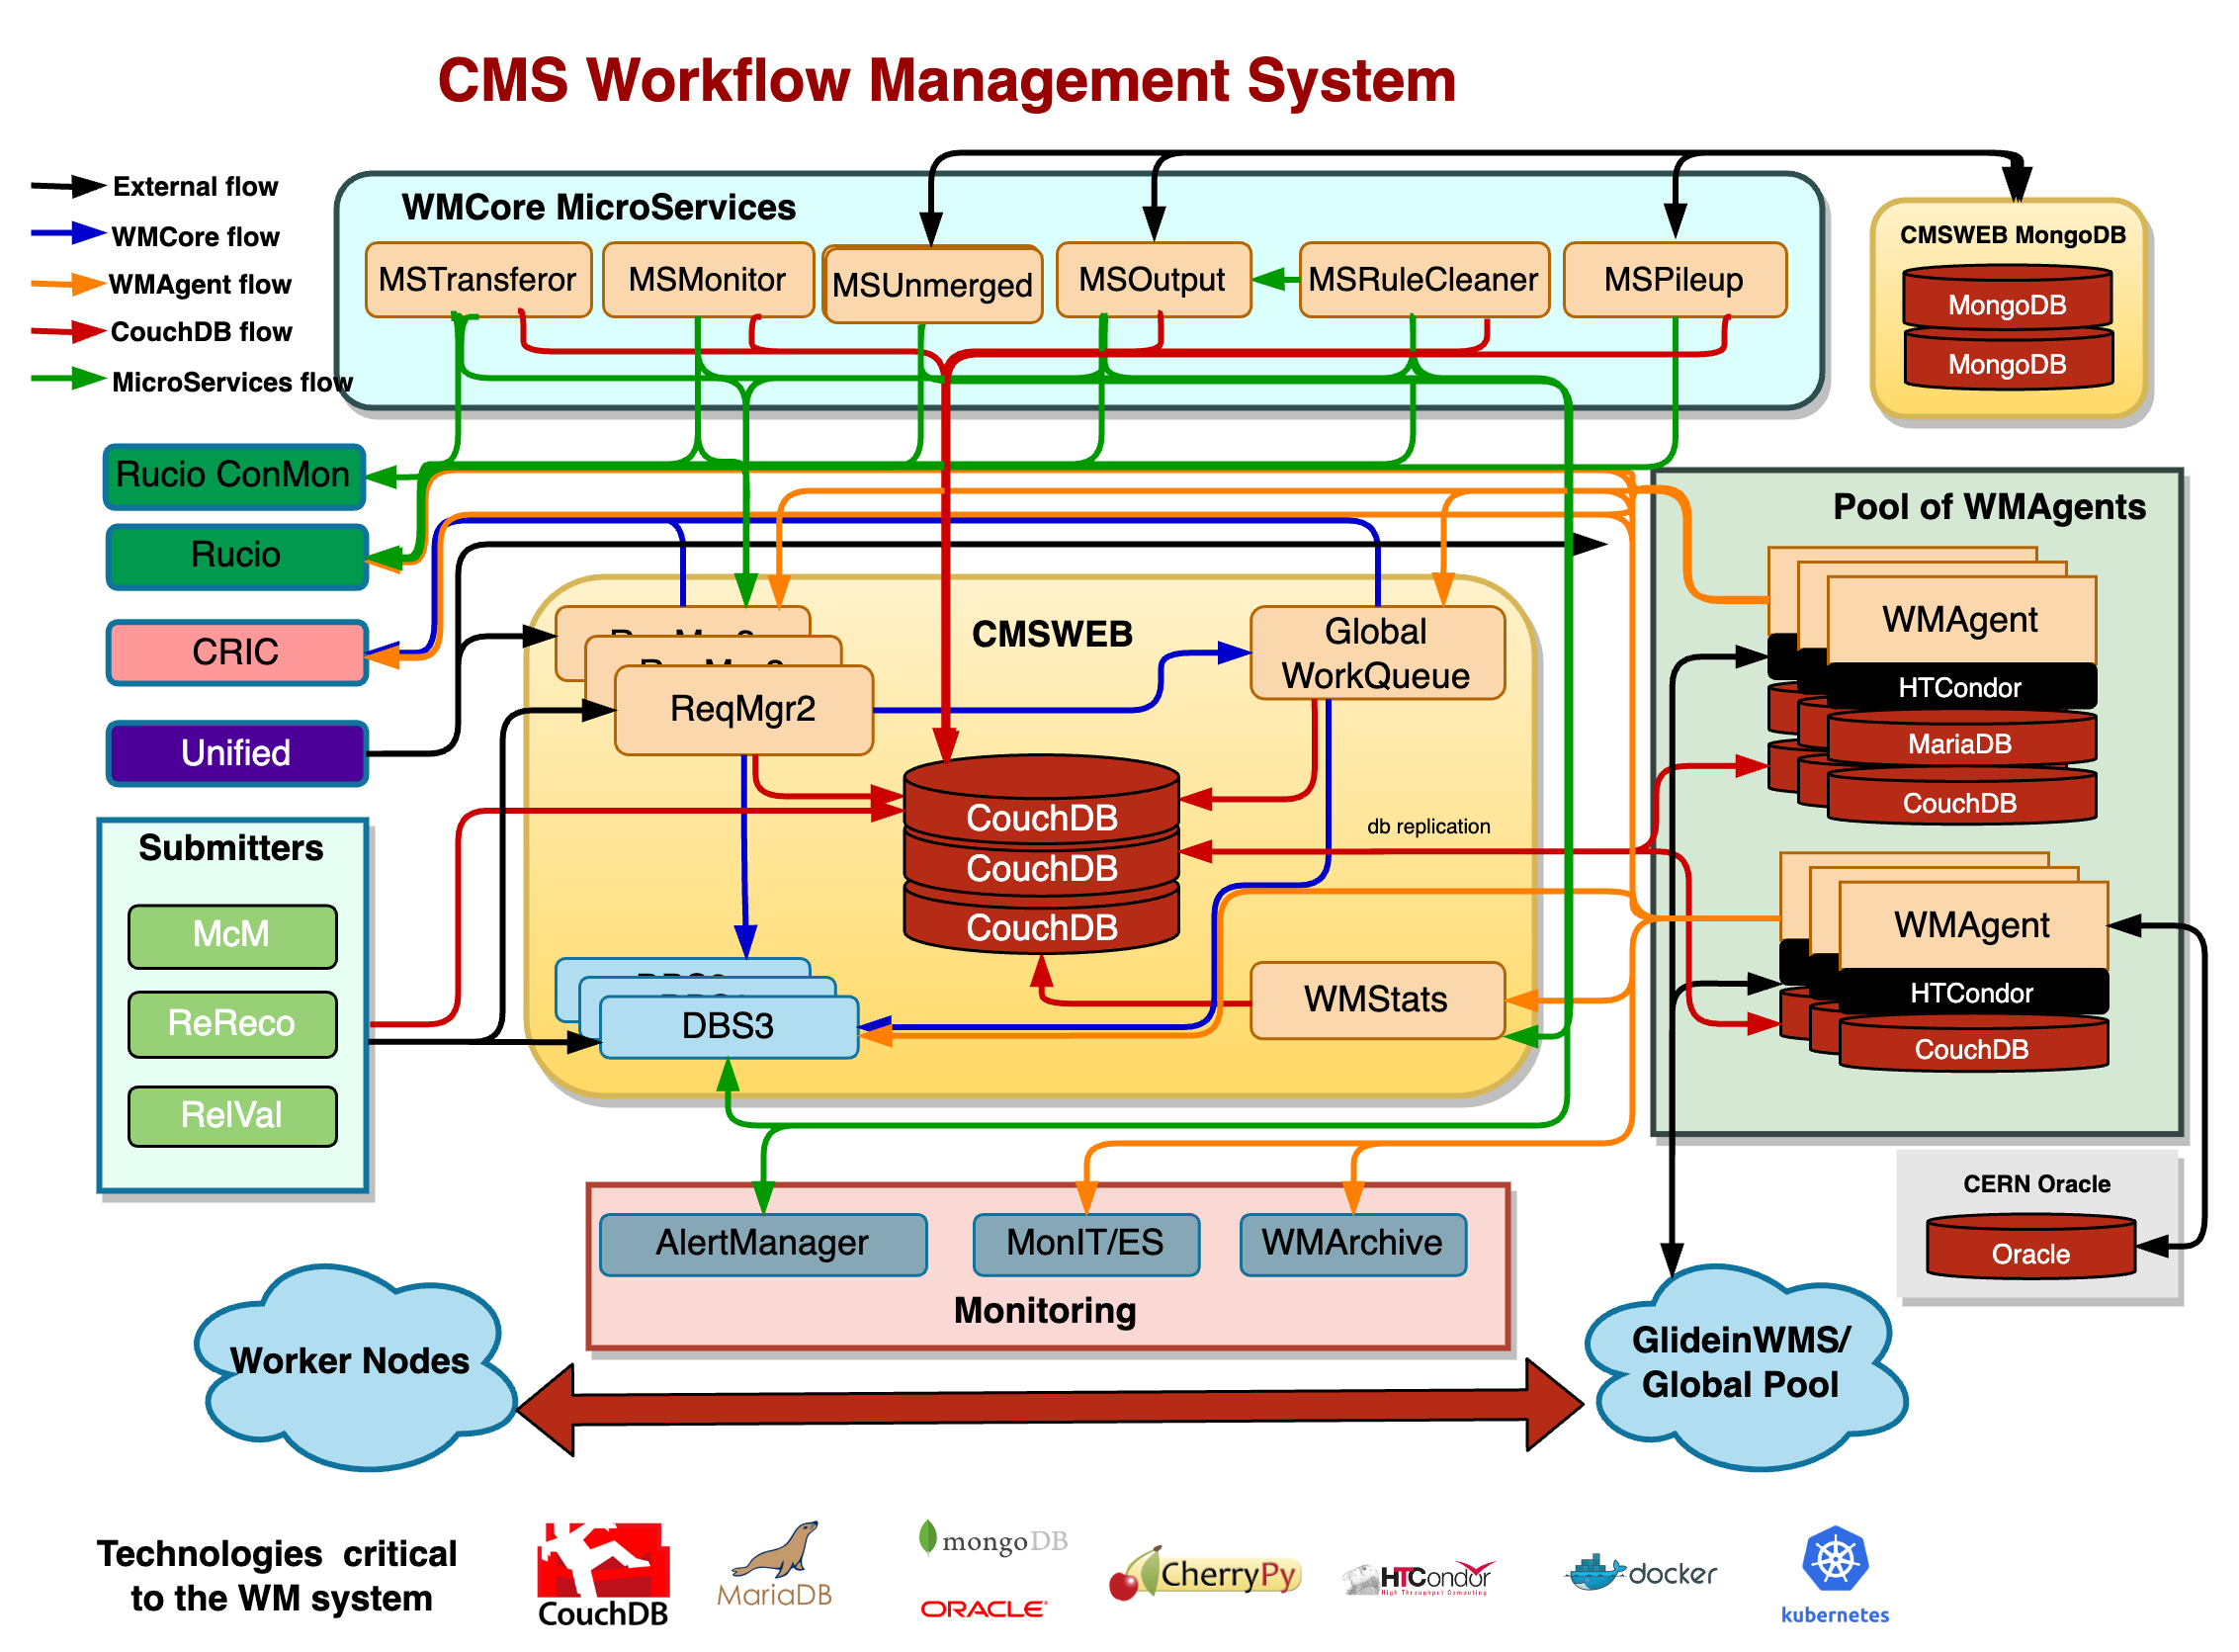 CMS Workflow Management System
External flow
WMCore flow
WMAgent flow
CouchDB flow
MicroServices flow
WMCore MicroServices
MSTransferor
MSMonitor
MSUnmerged
MSOutput
MSRuleCleaner
MSPileup
CMSWEB MongoDB
MongoDB
MongoDB
Rucio ConMon
Rucio
CRIC
Unified
Submitters
McM
ReReco
RelVal
CMSWEB
ReqMgr2
Global
WorkQueue
CouchDB
CouchDB
CouchDB
db replication
DBS3
WMStats
Pool of WMAgents
WMAgent
HTCondor
MariaDB
CouchDB
WMAgent
HTCondor
CouchDB
CERN Oracle
Oracle
AlertManager
MonIT/ES
WMArchive
Monitoring
Worker Nodes
GlideinWMS/
Global Pool
Technologies critical
to the WM system
CouchDB
MariaDB
mongoDB
ORACLE
CherryPy
HTCondor
High Throughput Computing
docker
kubernetes